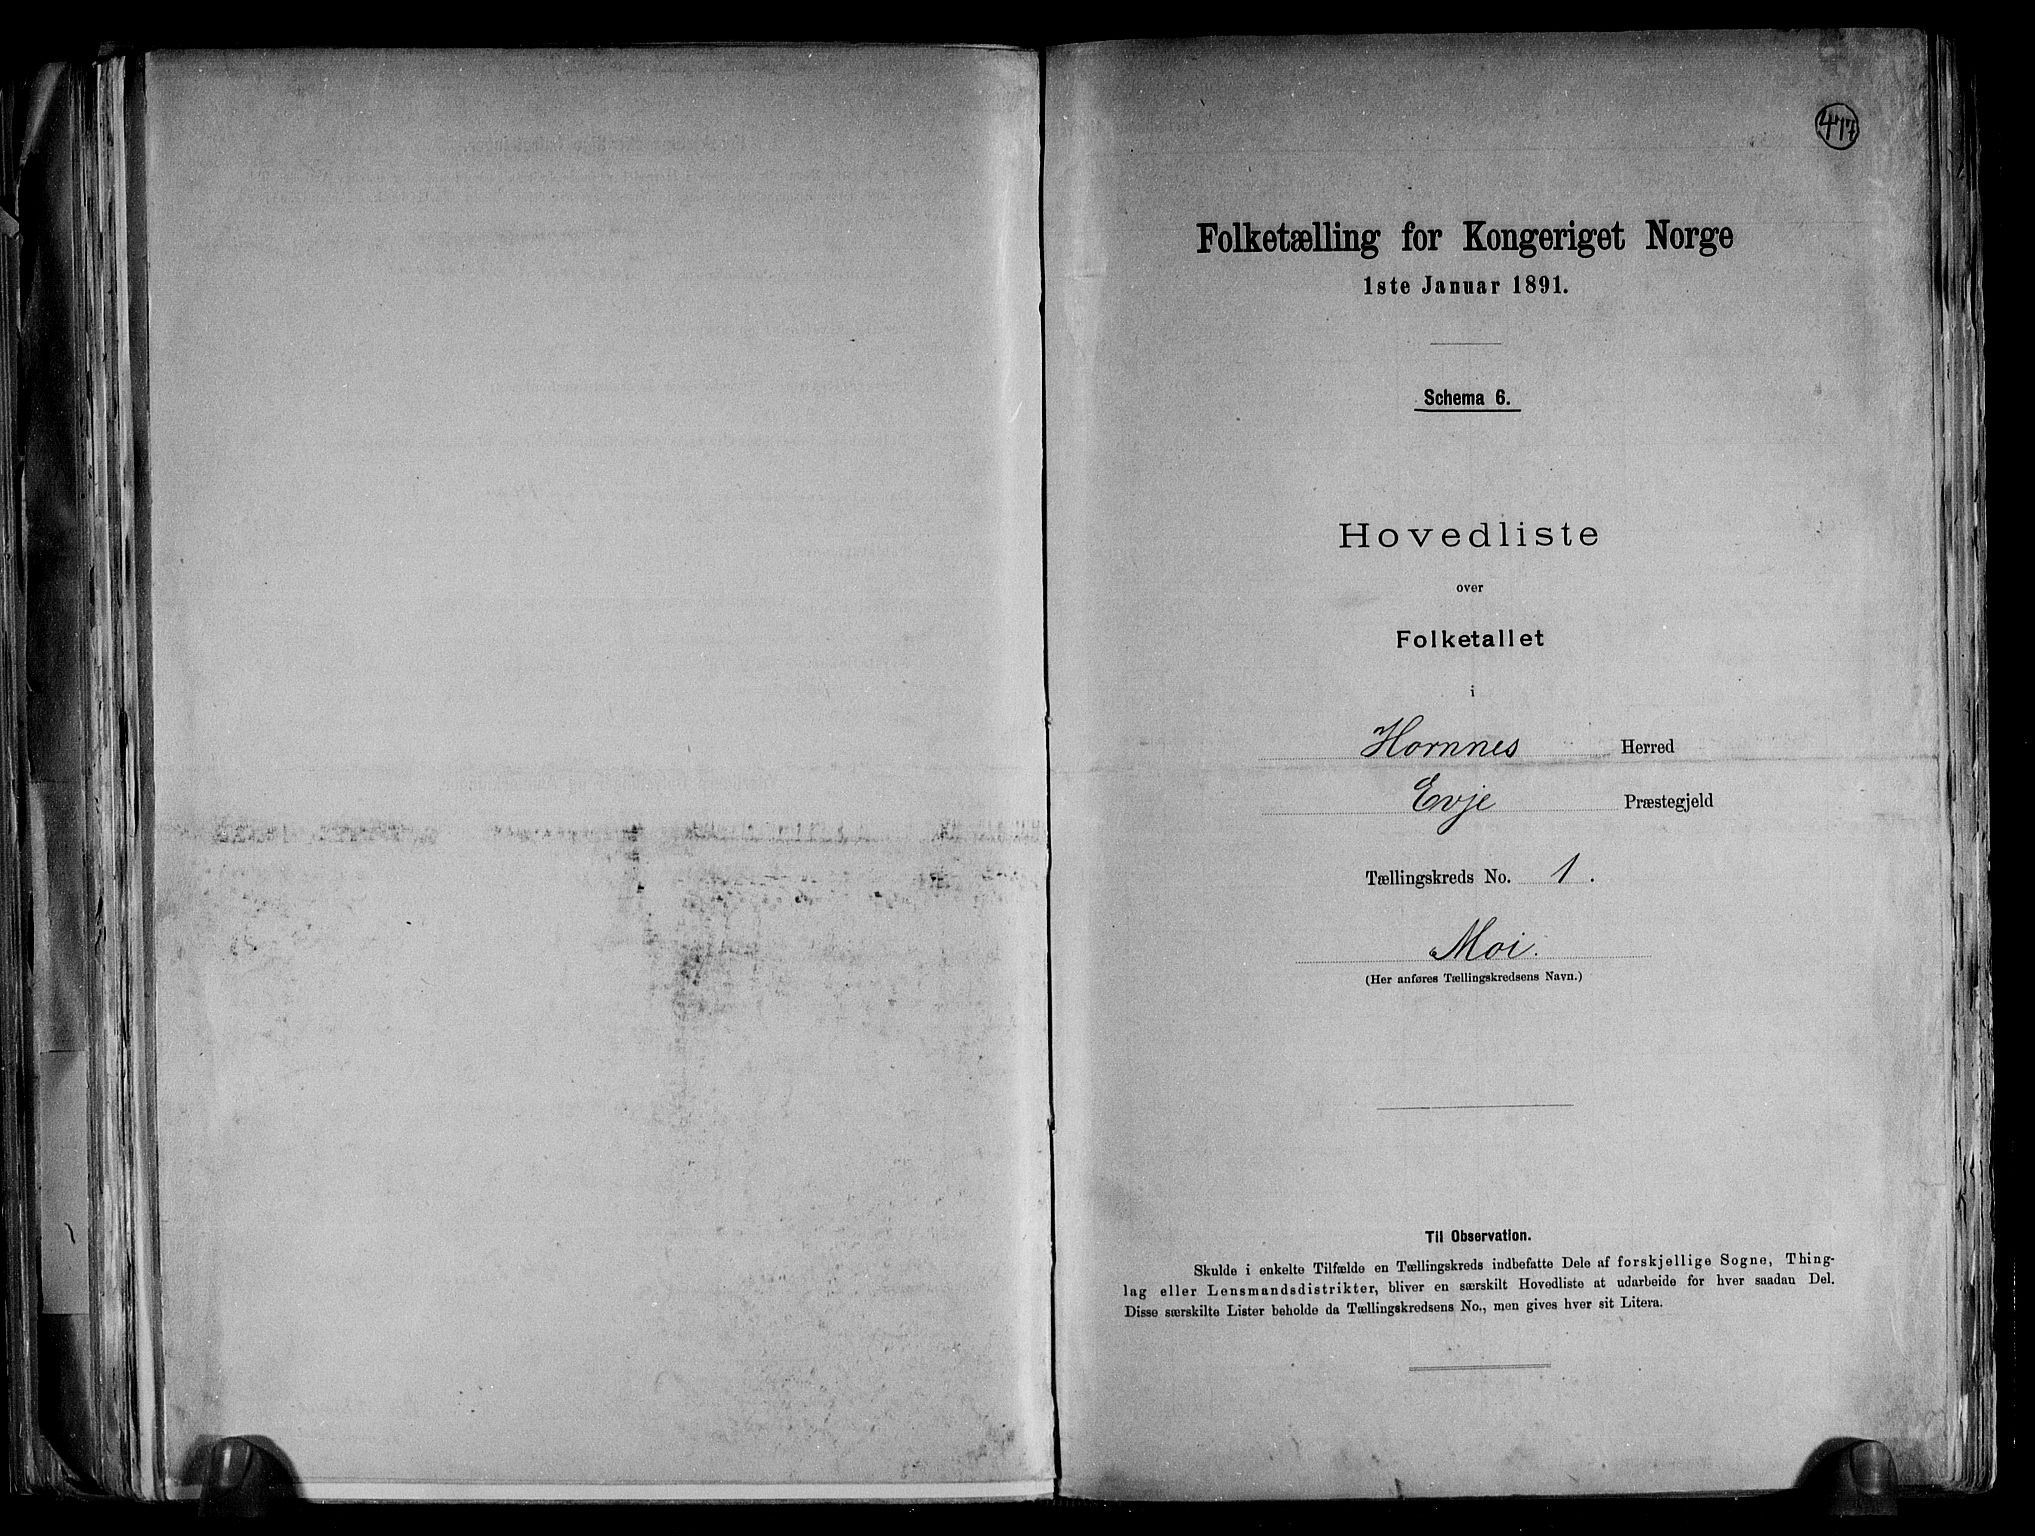 477
Folketælling for Kongeriget Norge
1ste Januar 1891.
Schema 6.
Hovedliste
over
Folketallet
i
Hornnes Herred
Evje Præstegjeld
Tællingskreds No. 1.
Moi.
(Her anføres Tællingskredsens Navn.)
Til Observation.
Skulde i enkelte Tilfælde en Tællingskreds indbefatte Dele af forskjellige Sogne, Thing-
lag eller Lensmandsdistrikter, bliver en særskilt Hovedliste at udarbeide for hver saadan Del.
Disse særskilte Lister beholde da Tællingskredsens No., men gives hver sit Litera.